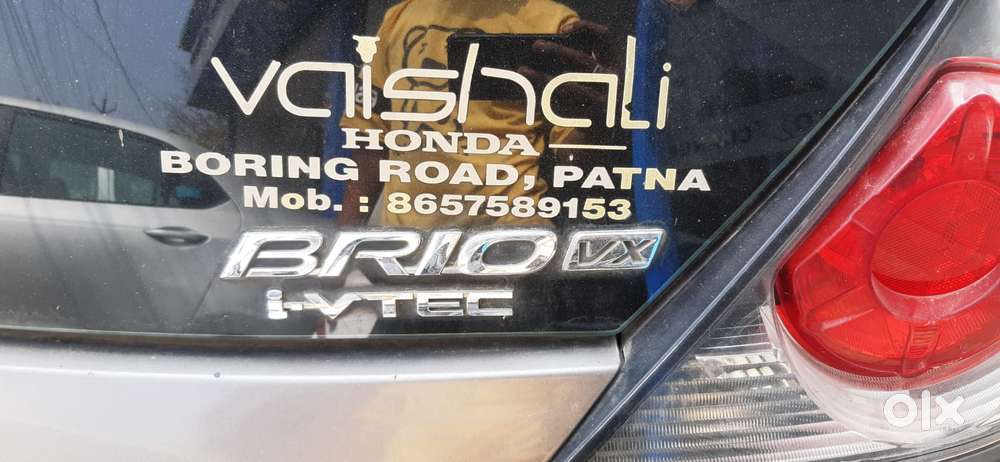 vaishali
HONDA
BORING ROAD, PATNA
Mob. : 8657589153
BRIO VX
i-VTEC
olx